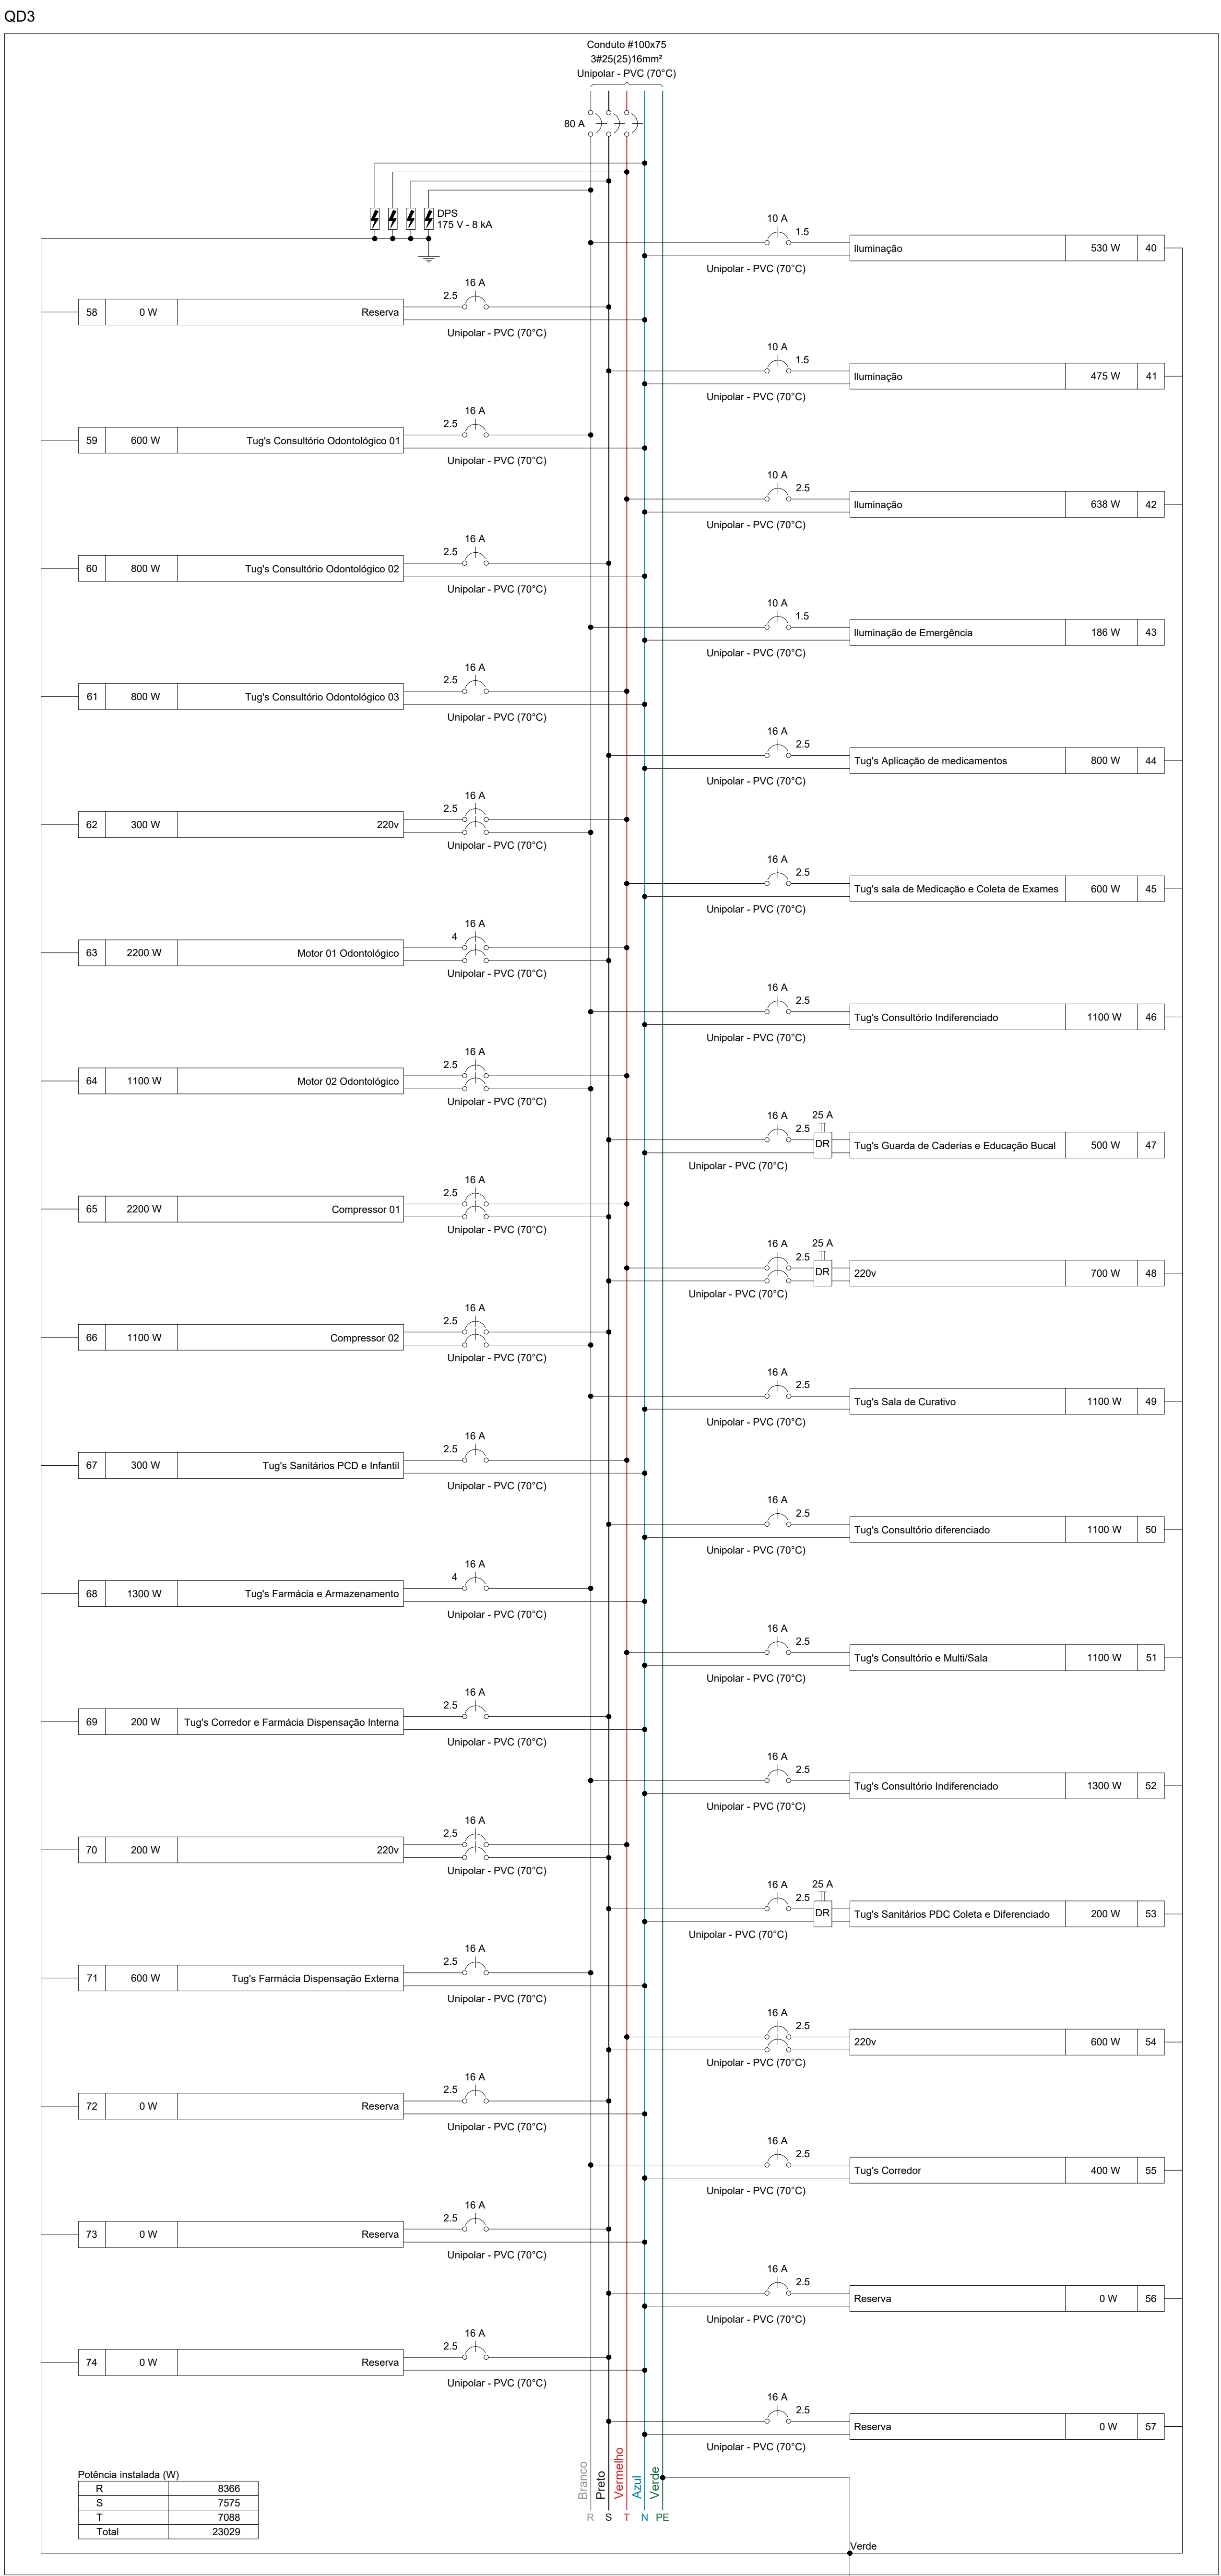 QD3
Conduto #100x75
3#25(25)16mm²
Unipolar - PVC (70°C)
80 A
DPS
175 V - 8 kA
10 A
1.5
Iluminação 530 W 40
Unipolar - PVC (70°C)
16 A
2.5
58 0 W Reserva
Unipolar - PVC (70°C)
10 A
1.5
Iluminação 475 W 41
Unipolar - PVC (70°C)
16 A
2.5
59 600 W Tug's Consultório Odontológico 01
Unipolar - PVC (70°C)
10 A
2.5
Iluminação 638 W 42
Unipolar - PVC (70°C)
16 A
2.5
60 800 W Tug's Consultório Odontológico 02
Unipolar - PVC (70°C)
10 A
1.5
Iluminação de Emergência 186 W 43
Unipolar - PVC (70°C)
16 A
2.5
61 800 W Tug's Consultório Odontológico 03
Unipolar - PVC (70°C)
16 A
2.5
Tug's Aplicação de medicamentos 800 W 44
Unipolar - PVC (70°C)
16 A
2.5
62 300 W 220v
Unipolar - PVC (70°C)
16 A
2.5
Tug's sala de Medicação e Coleta de Exames 600 W 45
Unipolar - PVC (70°C)
16 A
4
63 2200 W Motor 01 Odontológico
Unipolar - PVC (70°C)
16 A
2.5
Tug's Consultório Indiferenciado 1100 W 46
Unipolar - PVC (70°C)
16 A
2.5
64 1100 W Motor 02 Odontológico
Unipolar - PVC (70°C)
16 A 25 A
2.5
DR
Tug's Guarda de Caderias e Educação Bucal 500 W 47
Unipolar - PVC (70°C)
16 A
2.5
65 2200 W Compressor 01
Unipolar - PVC (70°C)
16 A 25 A
2.5
DR
220v 700 W 48
Unipolar - PVC (70°C)
16 A
2.5
66 1100 W Compressor 02
Unipolar - PVC (70°C)
16 A
2.5
Tug's Sala de Curativo 1100 W 49
Unipolar - PVC (70°C)
16 A
2.5
67 300 W Tug's Sanitários PCD e Infantil
Unipolar - PVC (70°C)
16 A
2.5
Tug's Consultório diferenciado 1100 W 50
Unipolar - PVC (70°C)
16 A
4
68 1300 W Tug's Farmácia e Armazenamento
Unipolar - PVC (70°C)
16 A
2.5
Tug's Consultório e Multi/Sala 1100 W 51
Unipolar - PVC (70°C)
16 A
2.5
69 200 W Tug's Corredor e Farmácia Dispensação Interna
Unipolar - PVC (70°C)
16 A
2.5
Tug's Consultório Indiferenciado 1300 W 52
Unipolar - PVC (70°C)
16 A
2.5
70 200 W 220v
Unipolar - PVC (70°C)
16 A 25 A
2.5
DR
Tug's Sanitários PDC Coleta e Diferenciado 200 W 53
Unipolar - PVC (70°C)
16 A
2.5
71 600 W Tug's Farmácia Dispensação Externa
Unipolar - PVC (70°C)
16 A
2.5
220v 600 W 54
Unipolar - PVC (70°C)
16 A
2.5
72 0 W Reserva
Unipolar - PVC (70°C)
16 A
2.5
Tug's Corredor 400 W 55
Unipolar - PVC (70°C)
16 A
2.5
73 0 W Reserva
Unipolar - PVC (70°C)
16 A
2.5
Reserva 0 W 56
Unipolar - PVC (70°C)
16 A
2.5
74 0 W Reserva
Unipolar - PVC (70°C)
16 A
2.5
Reserva 0 W 57
Unipolar - PVC (70°C)
Potência instalada (W)
R 8366
S 7575
T 7088
Total 23029
Branco
Preto
Vermelho
Azul
Verde
R S T N PE
Verde